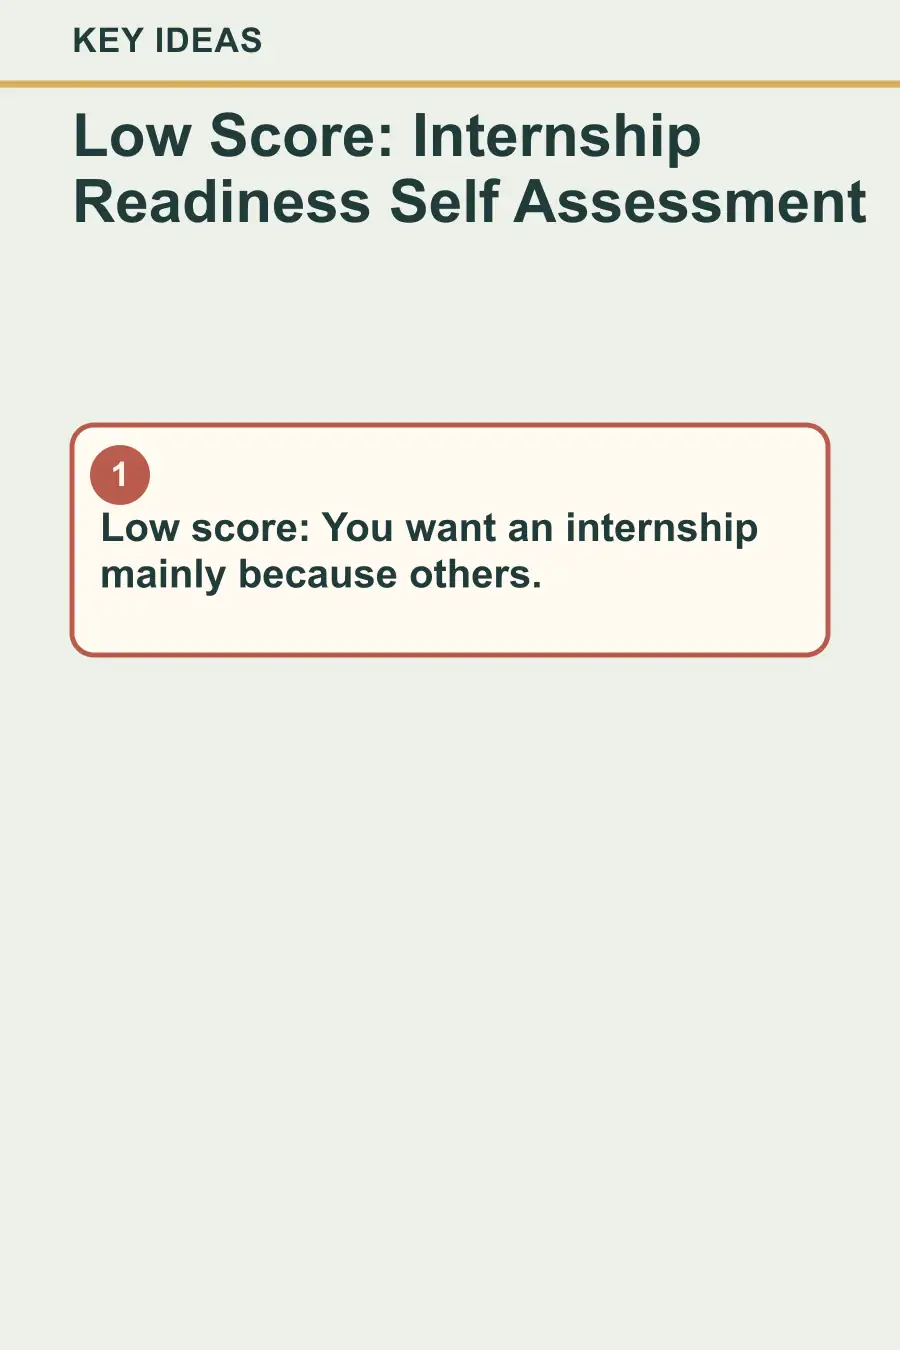 KEY IDEAS
Low Score: Internship
Readiness Self Assessment
1
Low score: You want an internship
mainly because others.